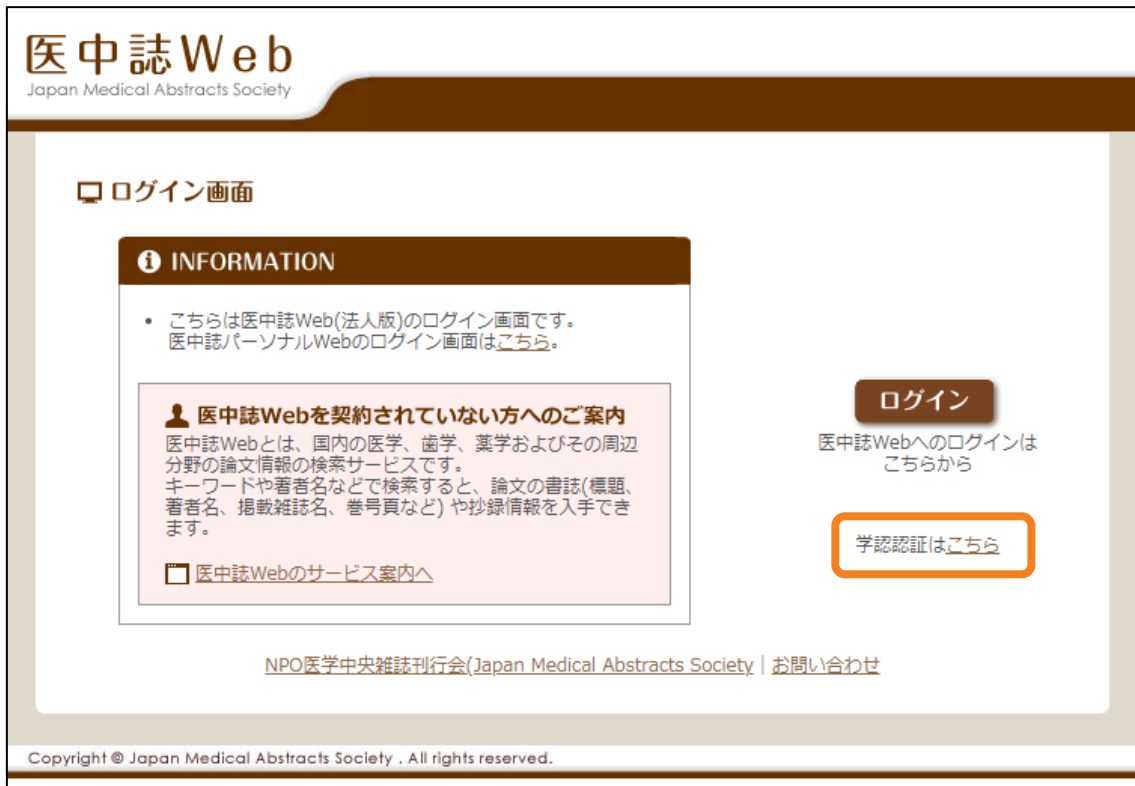 医中誌Web
Japan Medical Abstracts Society
ログイン画面
INFORMATION
• こちらは医中誌Web(法人版)のログイン画面です。
医中誌パーソナルWebのログイン画面はこちら。
医中誌Webを契約されていない方へのご案内
医中誌Webとは、国内の医学、歯学、薬学およびその周辺
分野の論文情報の検索サービスです。
キーワードや著者名などで検索すると、論文の書誌(標題、
著者名、掲載雑誌名、巻号頁など) や抄録情報を入手でき
ます。
医中誌Webのサービス案内へ
ログイン
医中誌Webへのログインは
こちらから
学認認証はこちら
NPO医学中央雑誌刊行会(Japan Medical Abstracts Society | お問い合わせ
Copyright © Japan Medical Abstracts Society . All rights reserved.